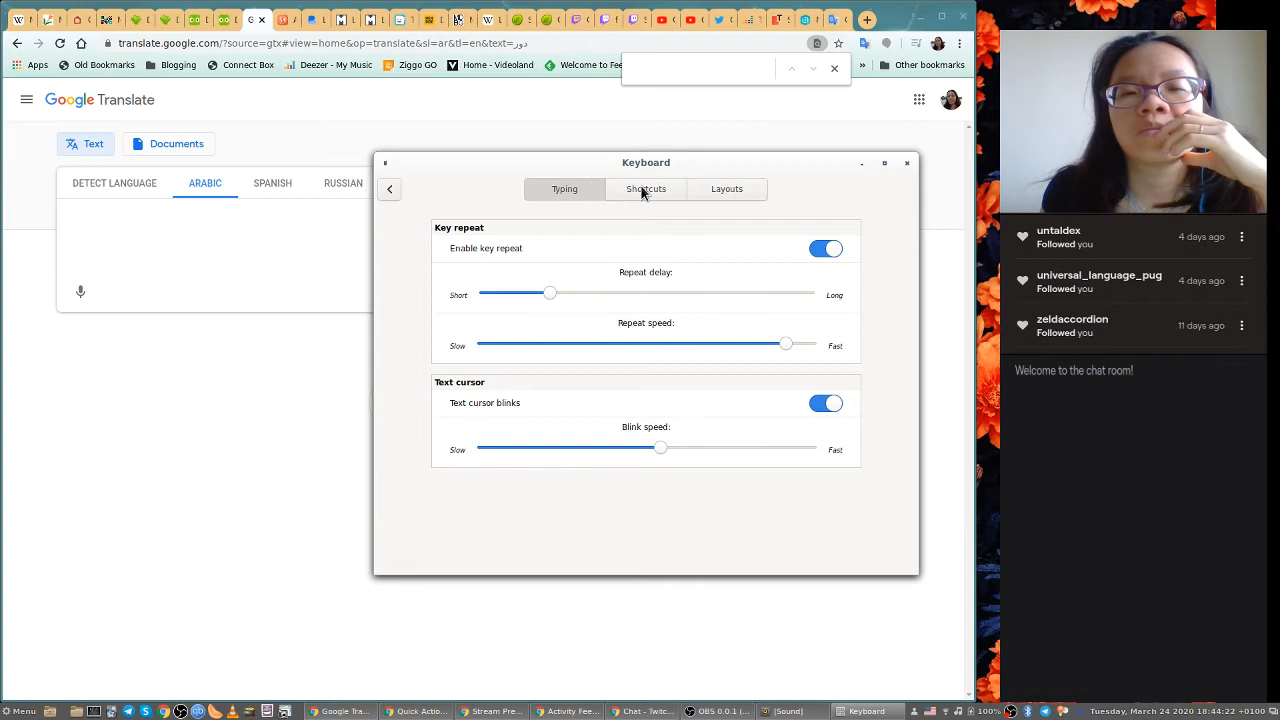 translate.google.com/?source=gtx#view=home&op=translate&sl=ar&tl=en&text=دور
Apps
Old Bookmarks
Blogging
Connect Box
Deezer - My Music
Ziggo GO
Home - Videoland
Welcome to Fee
Other bookmarks
Google Translate
Text
Documents
DETECT LANGUAGE
ARABIC
SPANISH
RUSSIAN
Keyboard
Typing
Shortcuts
Layouts
Key repeat
Enable key repeat
Repeat delay:
Short
Long
Repeat speed:
Slow
Fast
Text cursor
Text cursor blinks
Blink speed:
Slow
Fast
untaldex
Followed you
4 days ago
universal_language_pug
Followed you
4 days ago
zeldaccordion
Followed you
11 days ago
Welcome to the chat room!
Menu
Google Tra...
Quick Actio...
Stream Pre...
Activity Fee...
Chat - Twitc...
OBS 0.0.1 (...
[Sound]
Keyboard
100%
Tuesday, March 24 2020 18:44:22 +0100